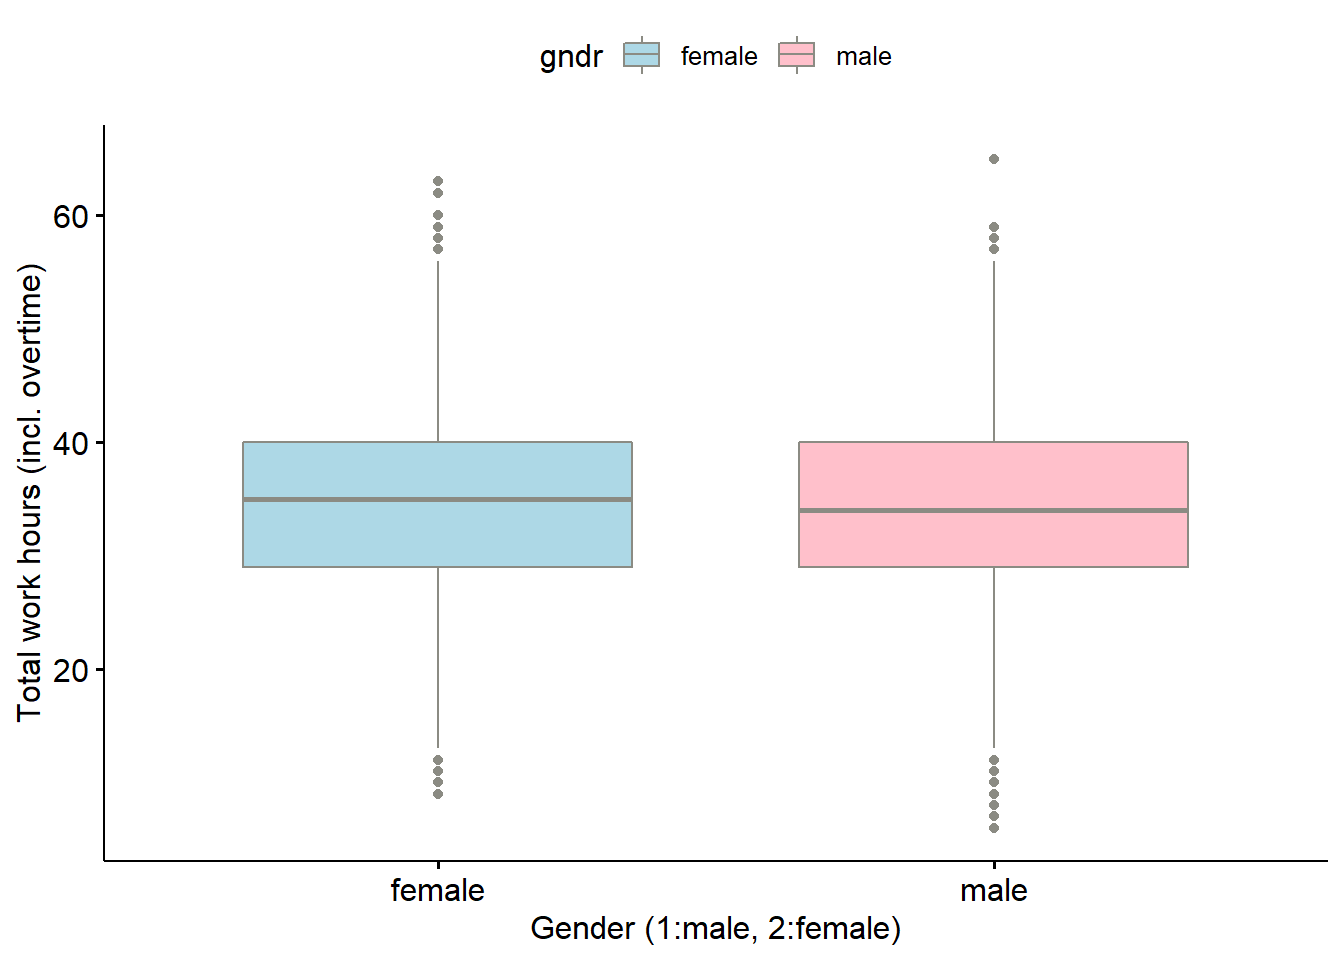 gndr female male
Total work hours (incl. overtime)
60
40
20
female male
Gender (1:male, 2:female)